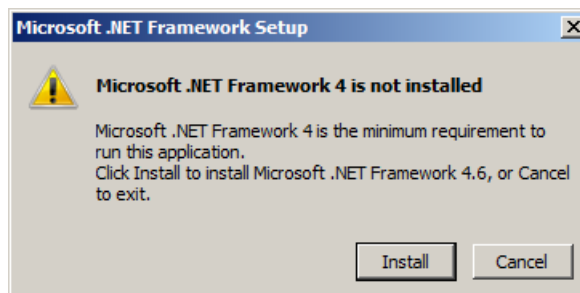 Microsoft .NET Framework Setup
Microsoft .NET Framework 4 is not installed
Microsoft .NET Framework 4 is the minimum requirement to
run this application.
Click Install to install Microsoft .NET Framework 4.6, or Cancel
to exit.
Install
Cancel